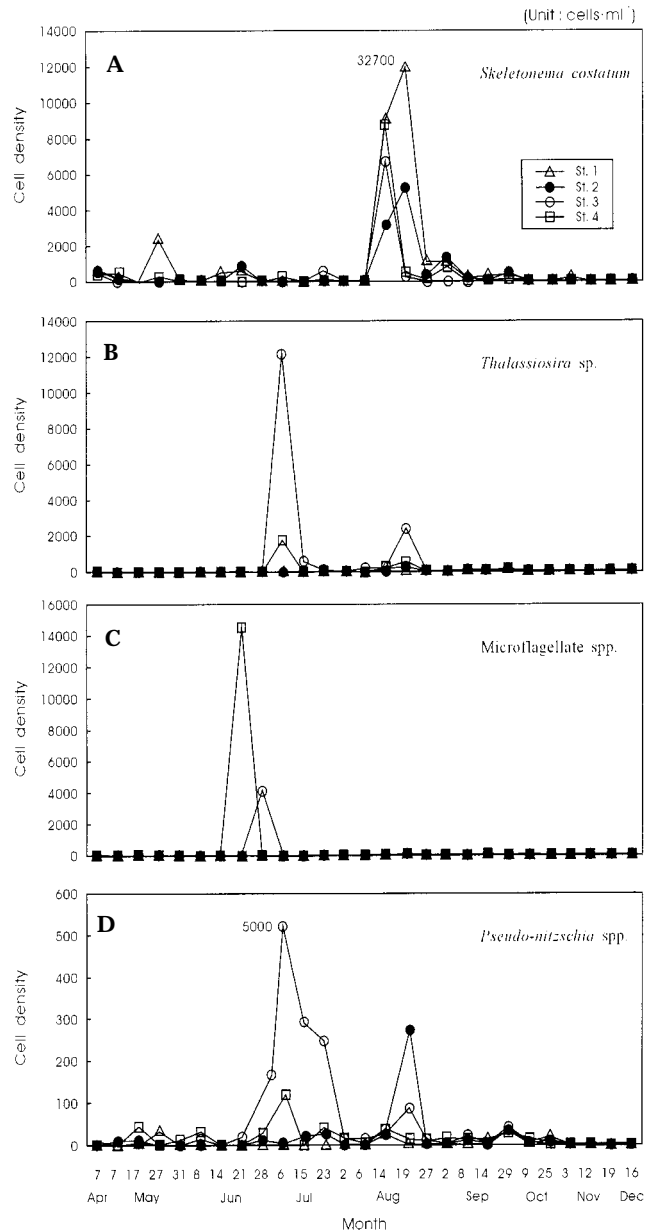 (Unit : cells·ml⁻¹)
A
Skeletonema costatum
32700
14000
12000
10000
8000
6000
4000
2000
0
Cell density
St. 1
St. 2
St. 3
St. 4
B
Thalassiosira sp.
14000
12000
10000
8000
6000
4000
2000
0
Cell density
C
Microflagellate spp.
16000
14000
12000
10000
8000
6000
4000
2000
0
Cell density
D
Pseudo-nitzschia spp.
5000
600
500
400
300
200
100
0
Cell density
7 7 17 27 31 8 14 21 28 6 15 23 2 6 14 19 27 2 8 14 29 9 25 3 12 19 16
Apr May Jun Jul Aug Sep Oct Nov Dec
Month